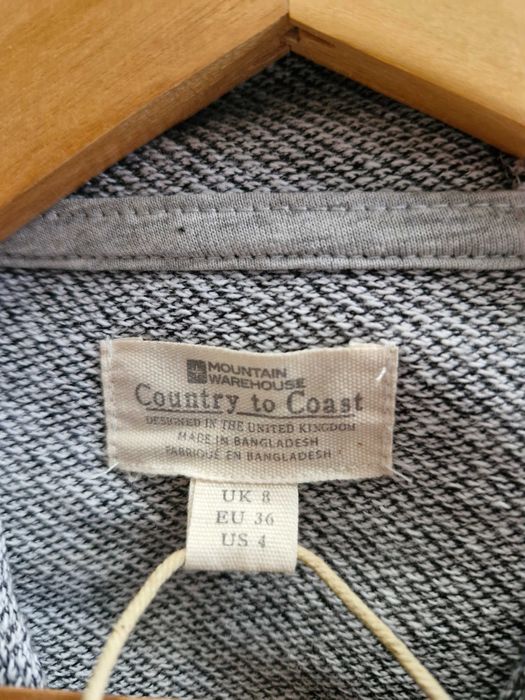 MOUNTAIN
WAREHOUSE
Country to Coast
DESIGNED IN THE UNITED KINGDOM
MADE IN BANGLADESH
FABRIQUÉ EN BANGLADESH
UK 8
EU 36
US 4